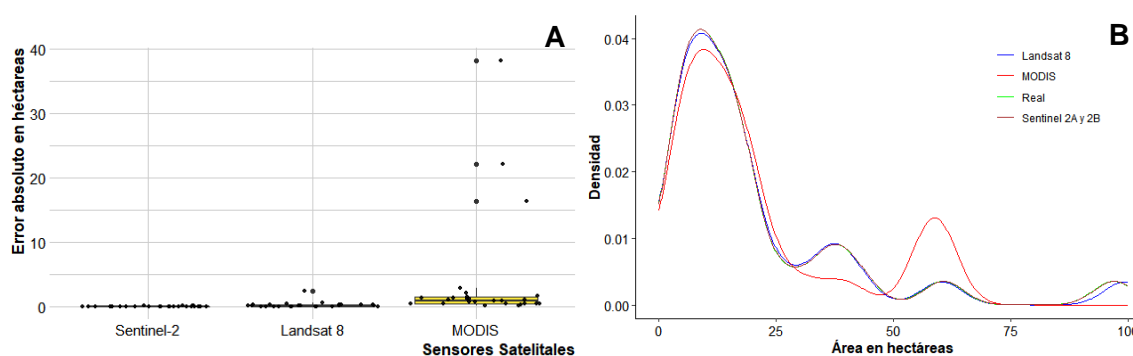 A
Error absoluto en héctareas
40
30
20
10
0
Sentinel-2
Landsat 8
MODIS
Sensores Satelitales
B
Densidad
0.04
0.03
0.02
0.01
0.00
Landsat 8
MODIS
Real
Sentinel 2A y 2B
0
25
50
75
100
Área en hectáreas